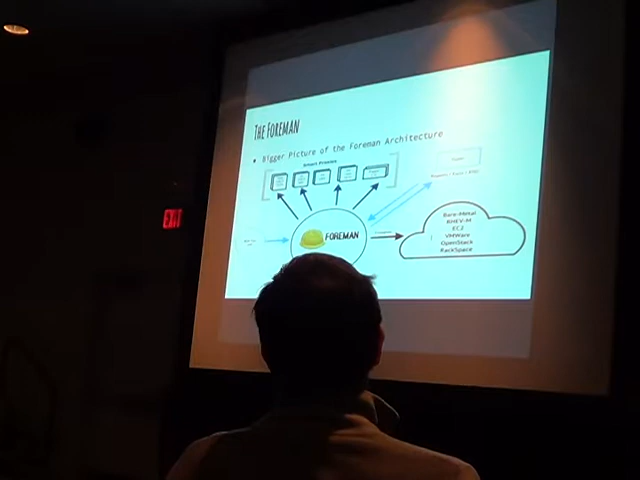 THE FOREMAN
• Bigger Picture of the Foreman Architecture
Smart Proxies
FOREMAN
Bare-Metal
RHEV-M
EC2
VMWare
OpenStack
RackSpace
EXIT